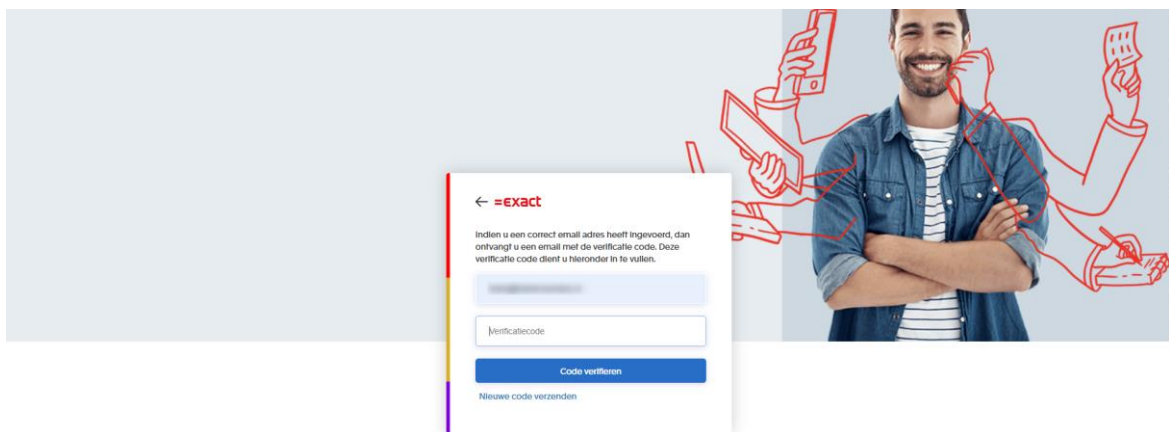 =exact
Indien u een correct email adres heeft ingevoerd, dan
ontvangt u een email met de verificatie code. Deze
verificatie code dient u hieronder in te vullen.
Verificatiecode
Code verifieren
Nieuwe code verzenden